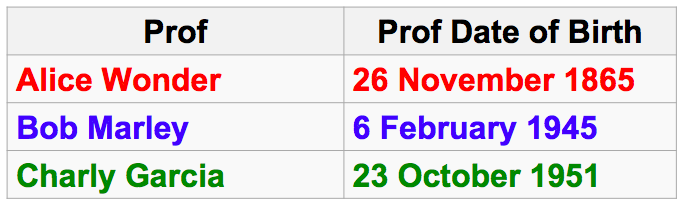 Prof Prof Date of Birth
Alice Wonder 26 November 1865
Bob Marley 6 February 1945
Charly Garcia 23 October 1951